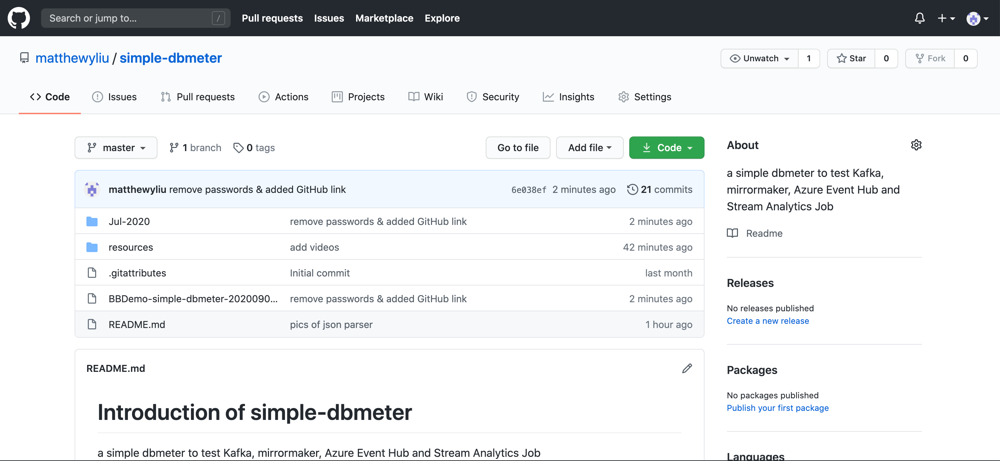 Search or jump to... /
Pull requests Issues Marketplace Explore
matthewyliu / simple-dbmeter
Unwatch 1 Star 0 Fork 0
Code Issues Pull requests Actions Projects Wiki Security Insights Settings
master 1 branch 0 tags Go to file Add file Code
matthewyliu remove passwords & added GitHub link 6e038ef 2 minutes ago 21 commits
Jul-2020 remove passwords & added GitHub link 2 minutes ago
resources add videos 42 minutes ago
.gitattributes Initial commit last month
BBDemo-simple-dbmeter-2020090... remove passwords & added GitHub link 2 minutes ago
README.md pics of json parser 1 hour ago
README.md
Introduction of simple-dbmeter
a simple dbmeter to test Kafka, mirrormaker, Azure Event Hub and Stream Analytics Job
About
a simple dbmeter to test Kafka,
mirrormaker, Azure Event Hub and
Stream Analytics Job
Readme
Releases
No releases published
Create a new release
Packages
No packages published
Publish your first package
Languages